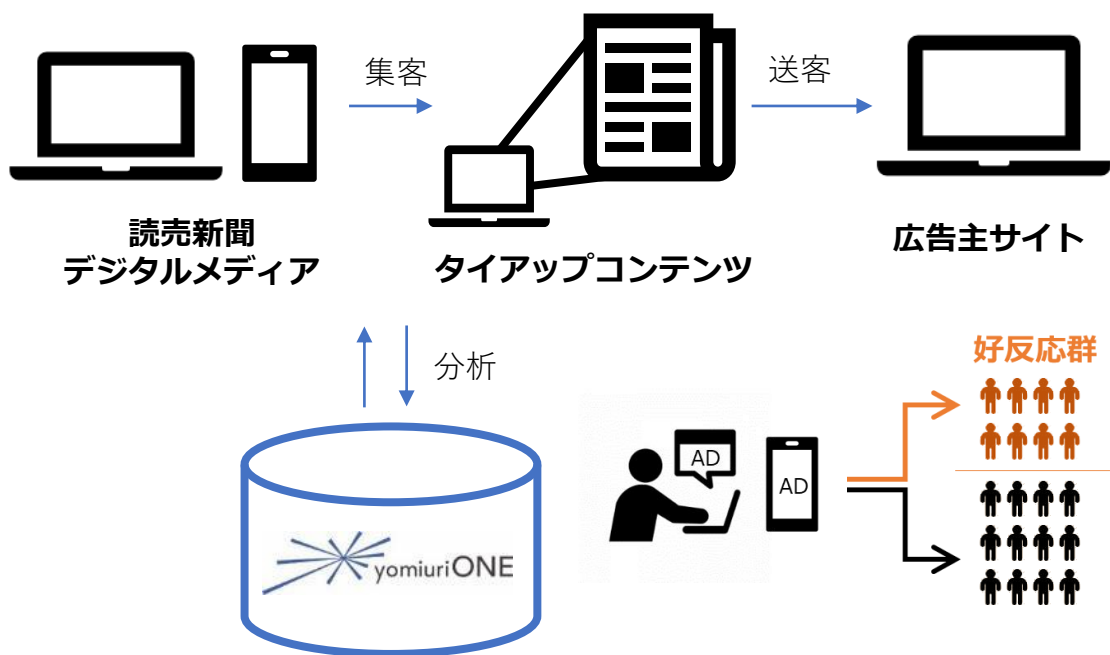 集客
送客
読売新聞
デジタルメディア
タイアップコンテンツ
広告主サイト
分析
好反応群
AD
AD
yomiuriONE